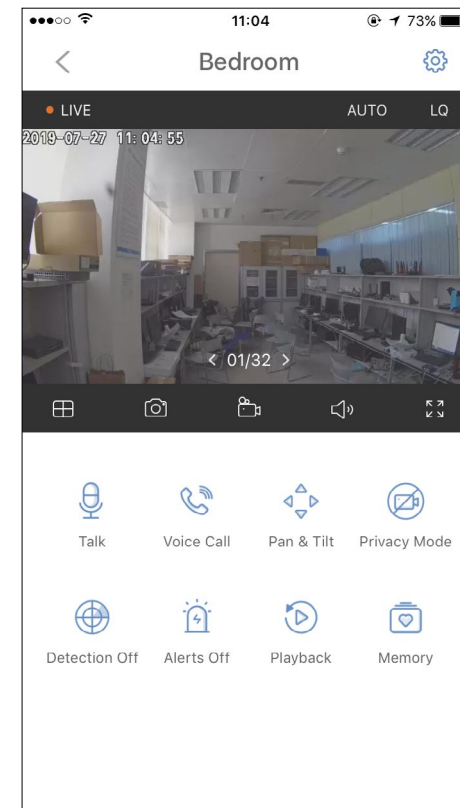 11:04 73%
Bedroom
LIVE AUTO LQ
2019-07-27 11:04:55
< 01/32 >
Talk Voice Call Pan & Tilt Privacy Mode
Detection Off Alerts Off Playback Memory